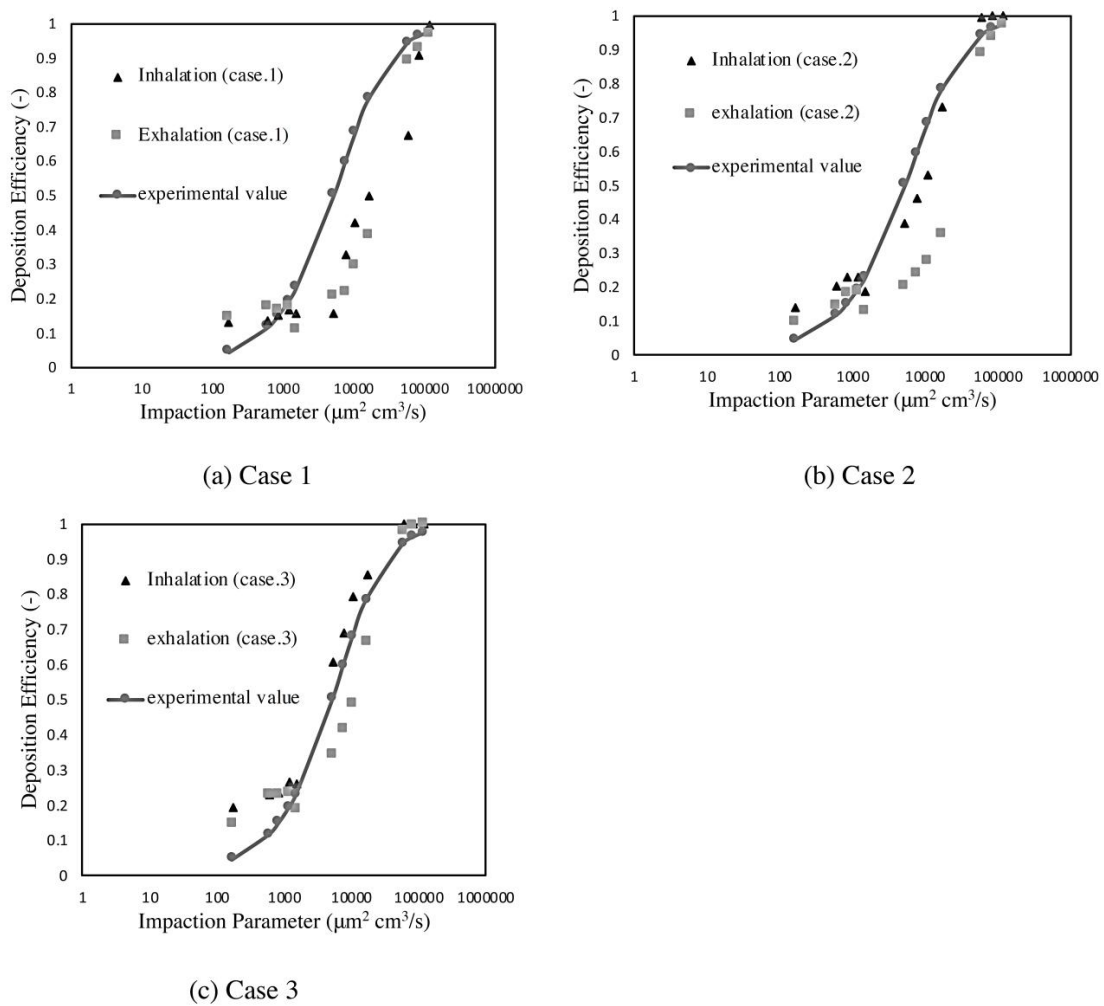 1
0.9
0.8
0.7
0.6
0.5
0.4
0.3
0.2
0.1
0
Deposition Efficiency (-)
Inhalation (case.1)
Exhalation (case.1)
experimental value
1 10 100 1000 10000 100000 1000000
Impaction Parameter (μm² cm³/s)
(a) Case 1
1
0.9
0.8
0.7
0.6
0.5
0.4
0.3
0.2
0.1
0
Deposition Efficiency (-)
Inhalation (case.2)
exhalation (case.2)
experimental value
1 10 100 1000 10000 100000 1000000
Impaction Parameter (μm² cm³/s)
(b) Case 2
1
0.9
0.8
0.7
0.6
0.5
0.4
0.3
0.2
0.1
0
Deposition Efficiency (-)
Inhalation (case.3)
exhalation (case.3)
experimental value
1 10 100 1000 10000 100000 1000000
Impaction Parameter (μm² cm³/s)
(c) Case 3